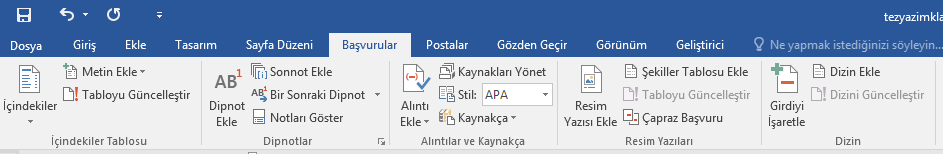 tezyazimkla
Dosya Giriş Ekle Tasarım Sayfa Düzeni Başvurular Postalar Gözden Geçir Görünüm Geliştirici Ne yapmak istediğinizi söyleyin...
İçindekiler
Metin Ekle
Tabloyu Güncelleştir
İçindekiler Tablosu
AB1
Dipnot
Ekle
Sonnot Ekle
AB1 Bir Sonraki Dipnot
Notları Göster
Dipnotlar
Alıntı
Ekle
Kaynakları Yönet
Stil: APA
Kaynakça
Alıntılar ve Kaynakça
Resim
Yazısı Ekle
Şekiller Tablosu Ekle
Tabloyu Güncelleştir
Çapraz Başvuru
Resim Yazıları
Girdiyi
İşaretle
Dizin Ekle
Dizini Güncelleştir
Dizin